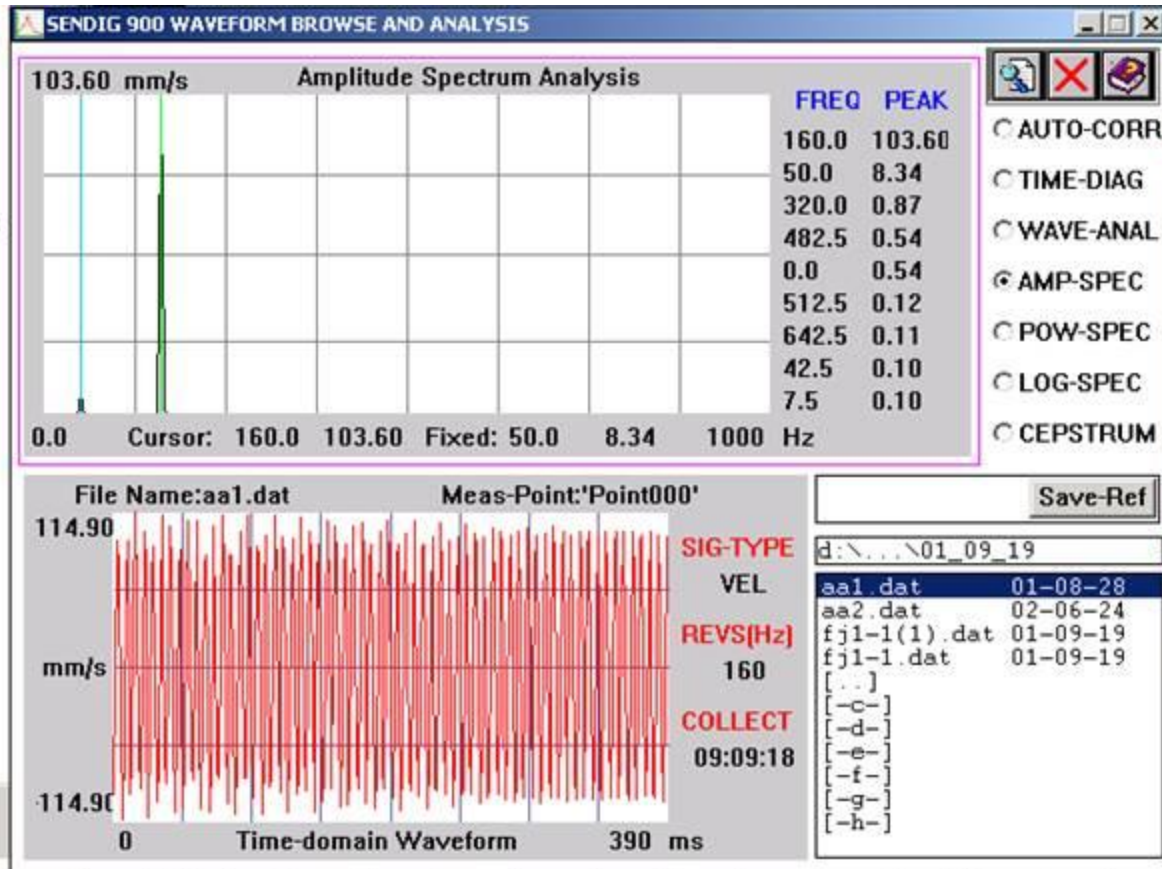 SENDIG 900 WAVEFORM BROWSE AND ANALYSIS
103.60 mm/s Amplitude Spectrum Analysis
FREQ PEAK
160.0 103.60
50.0 8.34
320.0 0.87
482.5 0.54
0.0 0.54
512.5 0.12
642.5 0.11
42.5 0.10
7.5 0.10
0.0 Cursor: 160.0 103.60 Fixed: 50.0 8.34 1000 Hz
AUTO-CORR
TIME-DIAG
WAVE-ANAL
AMP-SPEC
POW-SPEC
LOG-SPEC
CEPSTRUM
File Name:aa1.dat Meas-Point:'Point000'
114.90
mm/s
-114.90
0 Time-domain Waveform 390 ms
SIG-TYPE
VEL
REVS(Hz)
160
COLLECT
09:09:18
Save-Ref
d:\...\01_09_19
aa1.dat 01-08-28
aa2.dat 02-06-24
fj1-1(1).dat 01-09-19
fj1-1.dat 01-09-19
[..]
[-c-]
[-d-]
[-e-]
[-f-]
[-g-]
[-h-]